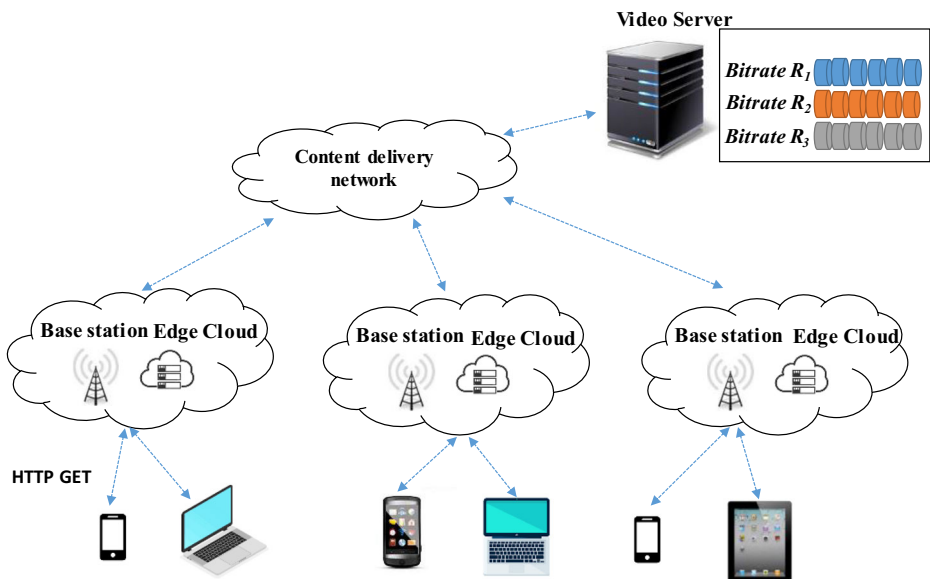 Video Server
Bitrate R1
Bitrate R2
Bitrate R3
Content delivery
network
Base station Edge Cloud
Base station Edge Cloud
Base station Edge Cloud
HTTP GET